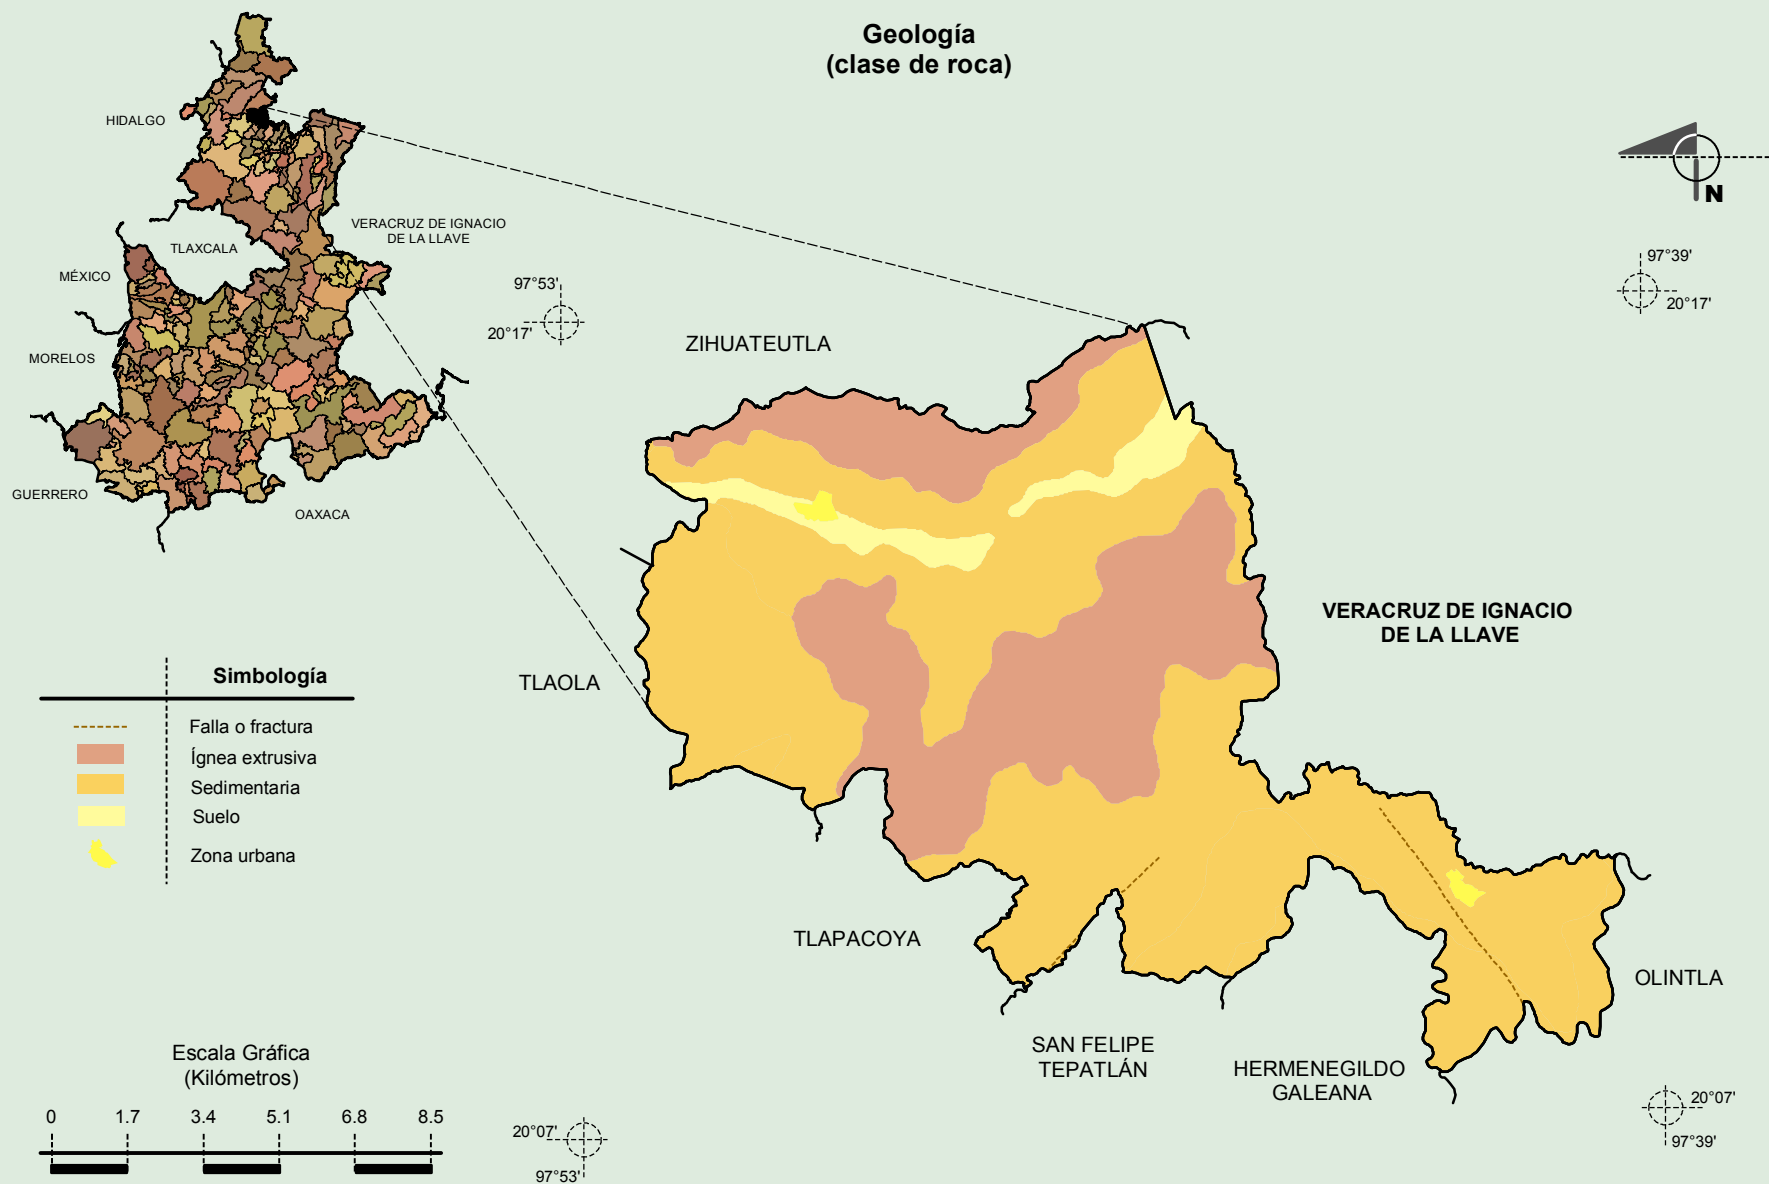 Geología
(clase de roca)
HIDALGO
TLAXCALA
VERACRUZ DE IGNACIO
DE LA LLAVE
MÉXICO
MORELOS
GUERRERO
OAXACA
N
97°53'
20°17'
97°39'
20°17'
ZIHUATEUTLA
VERACRUZ DE IGNACIO
DE LA LLAVE
TLAOLA
TLAPACOYA
SAN FELIPE
TEPATLÁN
HERMENEGILDO
GALEANA
OLINTLA
Simbología
Falla o fractura
Ígnea extrusiva
Sedimentaria
Suelo
Zona urbana
Escala Gráfica
(Kilómetros)
0 1.7 3.4 5.1 6.8 8.5
20°07'
97°53'
20°07'
97°39'